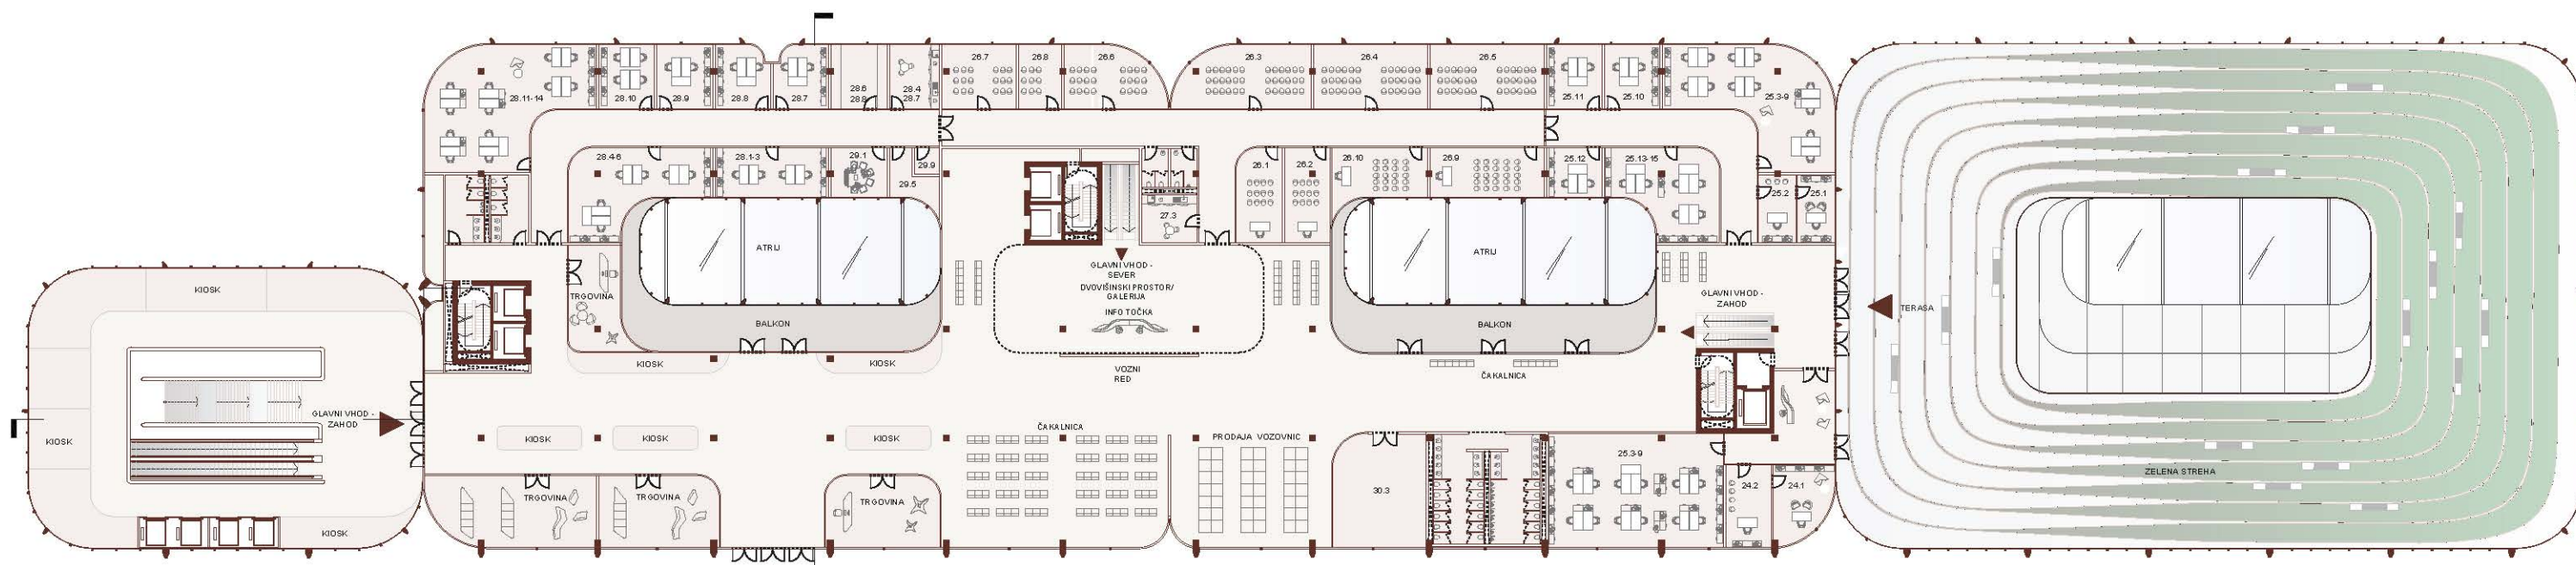 26.7
26.8
26.6
26.3
26.4
26.5
28.11-14
28.10
28.9
28.8
28.7
28.6
28.8
28.4
28.7
25.11
25.10
25.3-9
28.4-6
28.1-3
29.1
29.9
29.5
26.1
26.2
26.10
26.9
25.12
25.13-15
25.2
25.1
27.3
ATRIJ
ATRIJ
GLAVNI VHOD -
SEVER
DVOVIŠINSKI PROSTOR/
GALERIJA
INFO TOČKA
KIOSK
TRGOVINA
BALKON
BALKON
GLAVNI VHOD -
ZAHOD
TERASA
KIOSK
KIOSK
VOZNI
RED
ČAKALNICA
GLAVNI VHOD -
ZAHOD
KIOSK
KIOSK
KIOSK
KIOSK
ČAKALNICA
PRODAJA VOZOVNIC
25.3-9
ZELENA STREHA
TRGOVINA
TRGOVINA
TRGOVINA
30.3
24.2
24.1
KIOSK